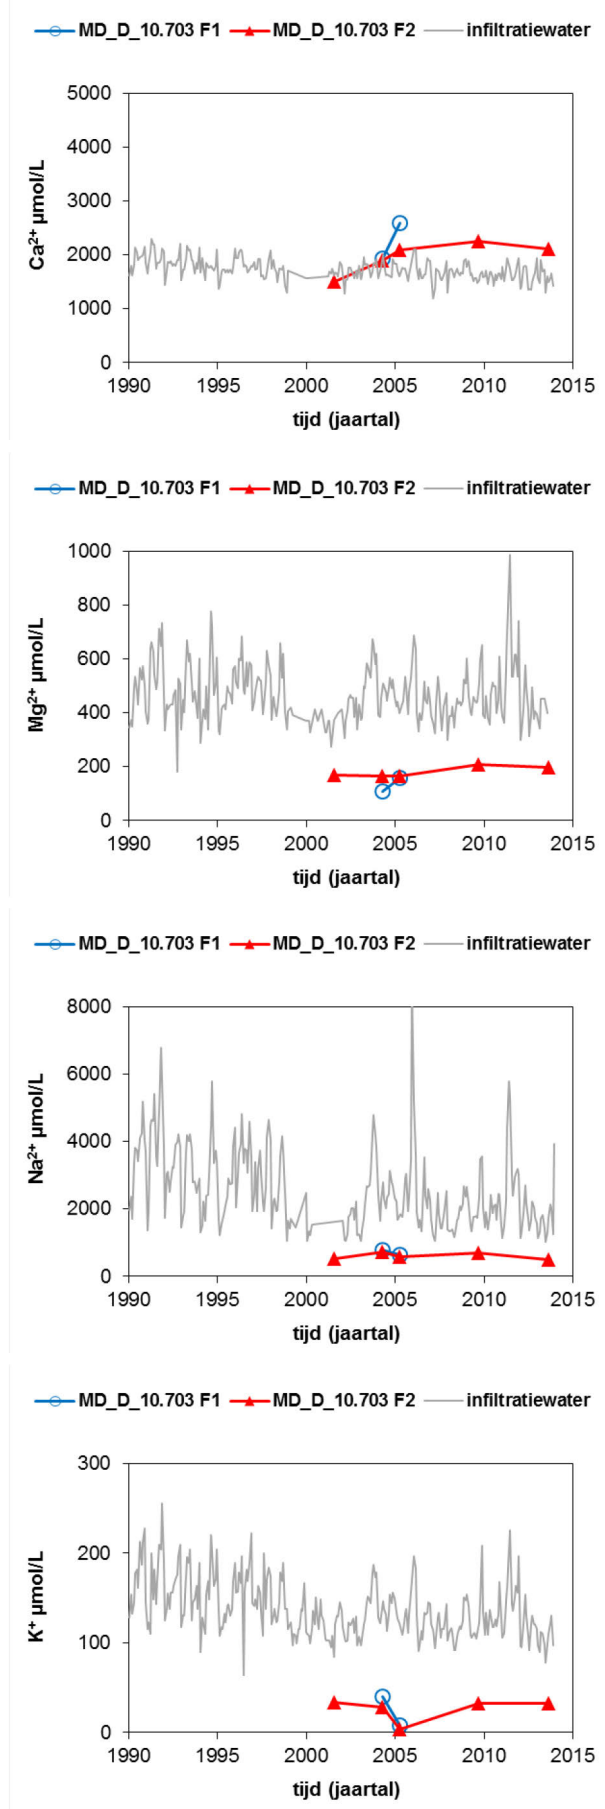 MD_D_10.703 F1 MD_D_10.703 F2 infiltratiewater
Ca²⁺ µmol/L
5000
4000
3000
2000
1000
0
1990 1995 2000 2005 2010 2015
tijd (jaartal)
MD_D_10.703 F1 MD_D_10.703 F2 infiltratiewater
Mg²⁺ µmol/L
1000
800
600
400
200
0
1990 1995 2000 2005 2010 2015
tijd (jaartal)
MD_D_10.703 F1 MD_D_10.703 F2 infiltratiewater
Na²⁺ µmol/L
8000
6000
4000
2000
0
1990 1995 2000 2005 2010 2015
tijd (jaartal)
MD_D_10.703 F1 MD_D_10.703 F2 infiltratiewater
K⁺ µmol/L
300
200
100
0
1990 1995 2000 2005 2010 2015
tijd (jaartal)